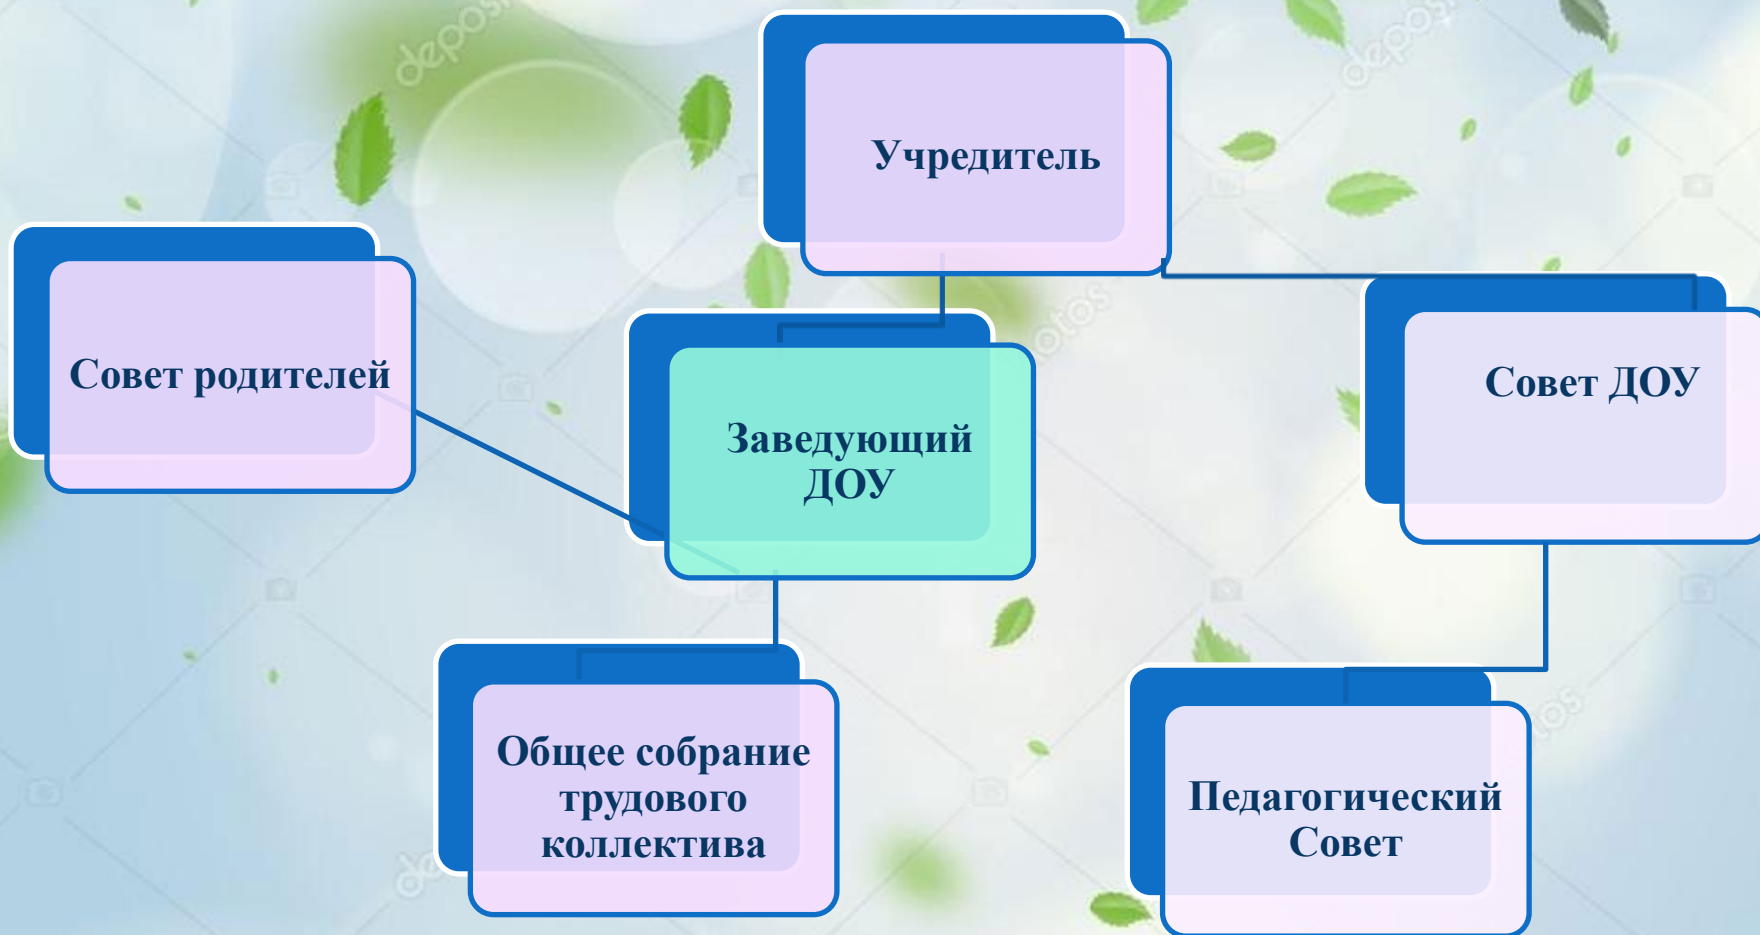 Учредитель
Совет родителей
Совет ДОУ
Заведующий
ДОУ
Общее собрание
трудового
коллектива
Педагогический
Совет